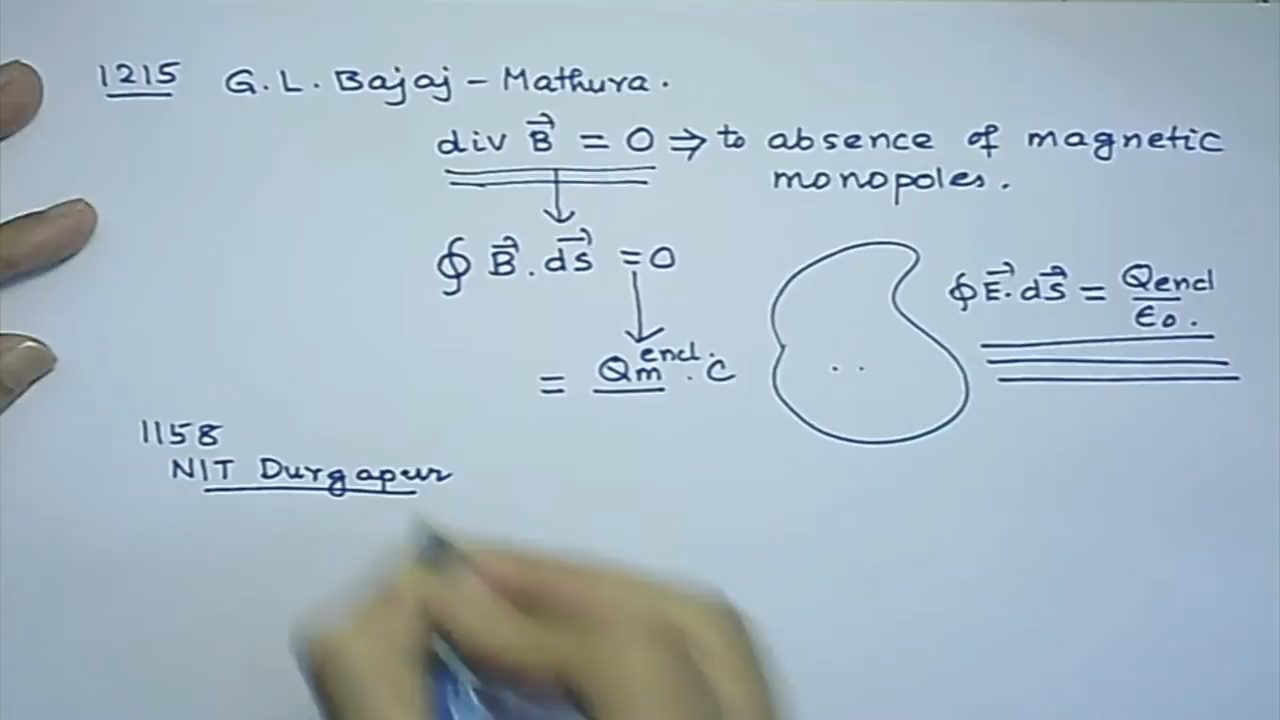 1215 G. L. Bajaj - Mathura.
div B⃗ = 0 ⇒ to absence of magnetic
monopoles.
∮ B⃗ . d⃗s = 0
∮ E⃗ . dS⃗ = Qencl / ϵ0 .
= Qm^encl . C
1158
NIT Durgapur